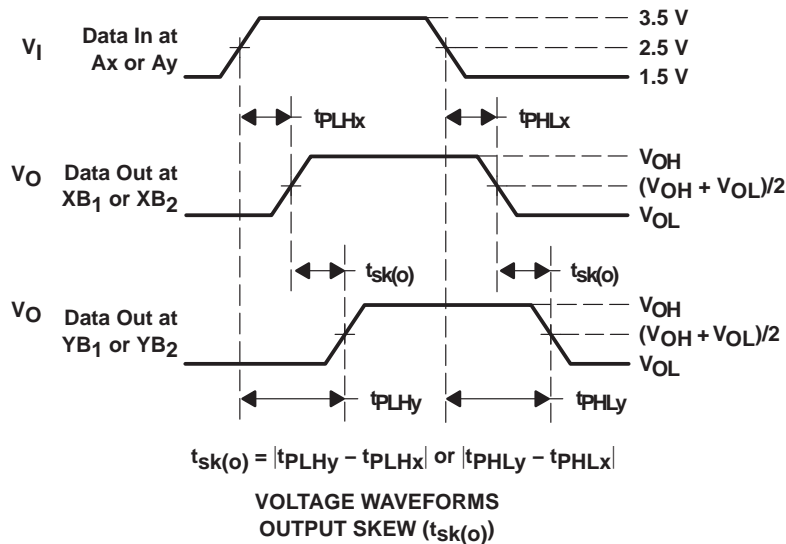 VI
Data In at
Ax or Ay
3.5 V
2.5 V
1.5 V
tPLHx
tPHLx
VO
Data Out at
XB1 or XB2
VOH
(VOH + VOL)/2
VOL
tsk(o)
tsk(o)
VO
Data Out at
YB1 or YB2
VOH
(VOH + VOL)/2
VOL
tPLHy
tPHLy
tsk(o) = |tPLHy – tPLHx| or |tPHLy – tPHLx|
VOLTAGE WAVEFORMS
OUTPUT SKEW (tsk(o))